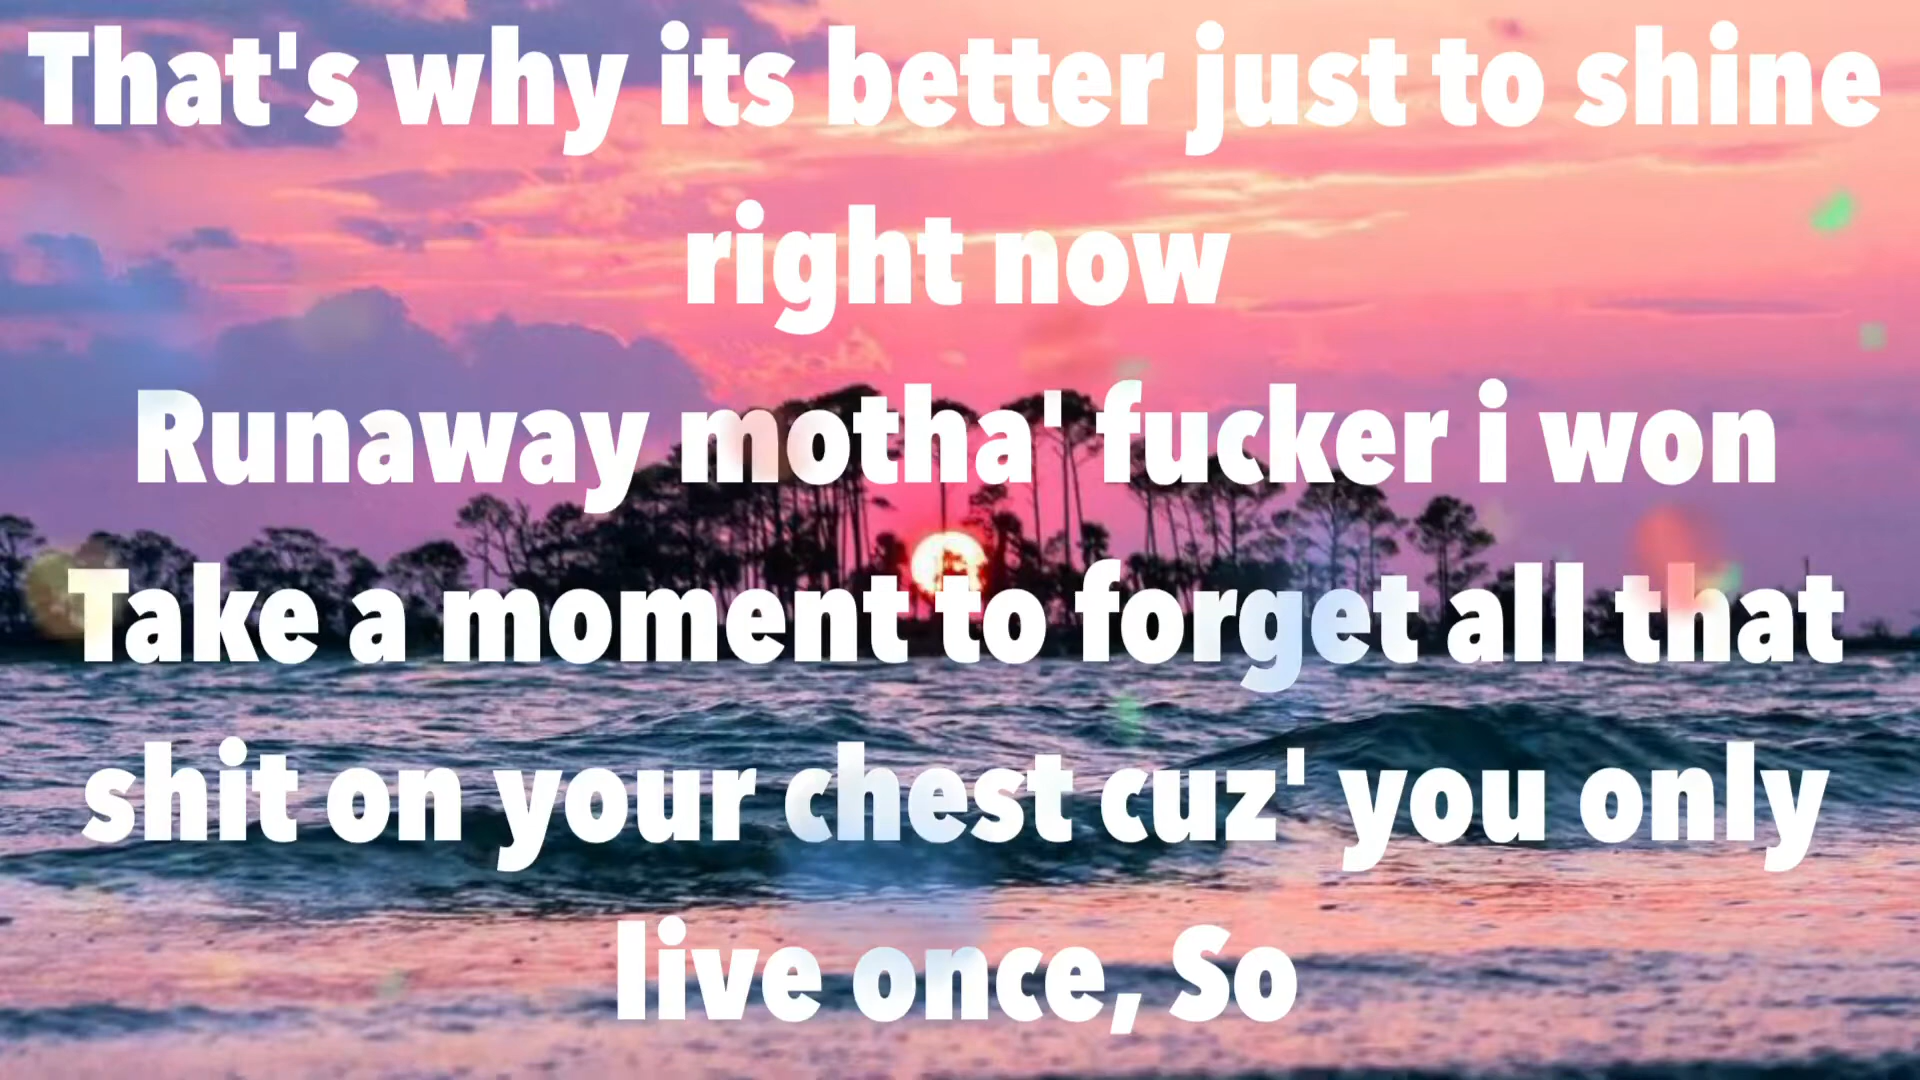 That's why its better just to shine
right now
Runaway motha' fucker i won
Take a moment to forget all that
shit on your chest cuz' you only
live once, So